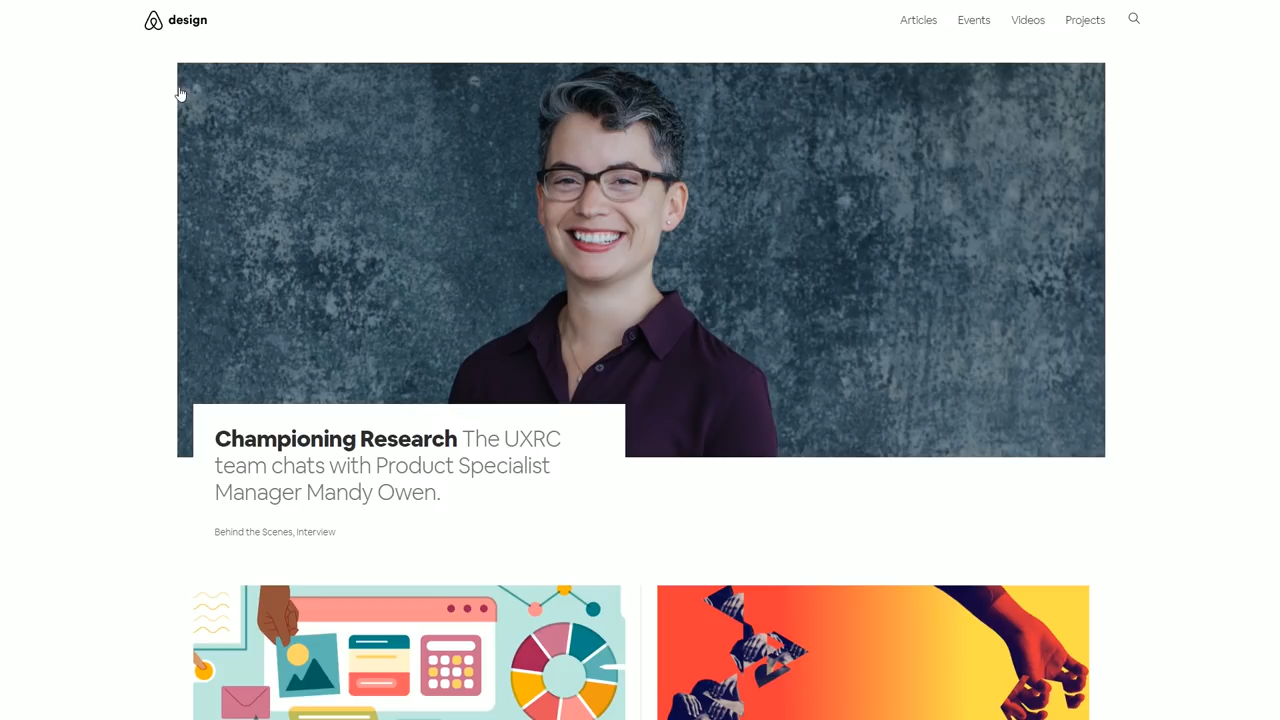 design
Articles Events Videos Projects
Championing Research The UXRC
team chats with Product Specialist
Manager Mandy Owen.
Behind the Scenes, Interview